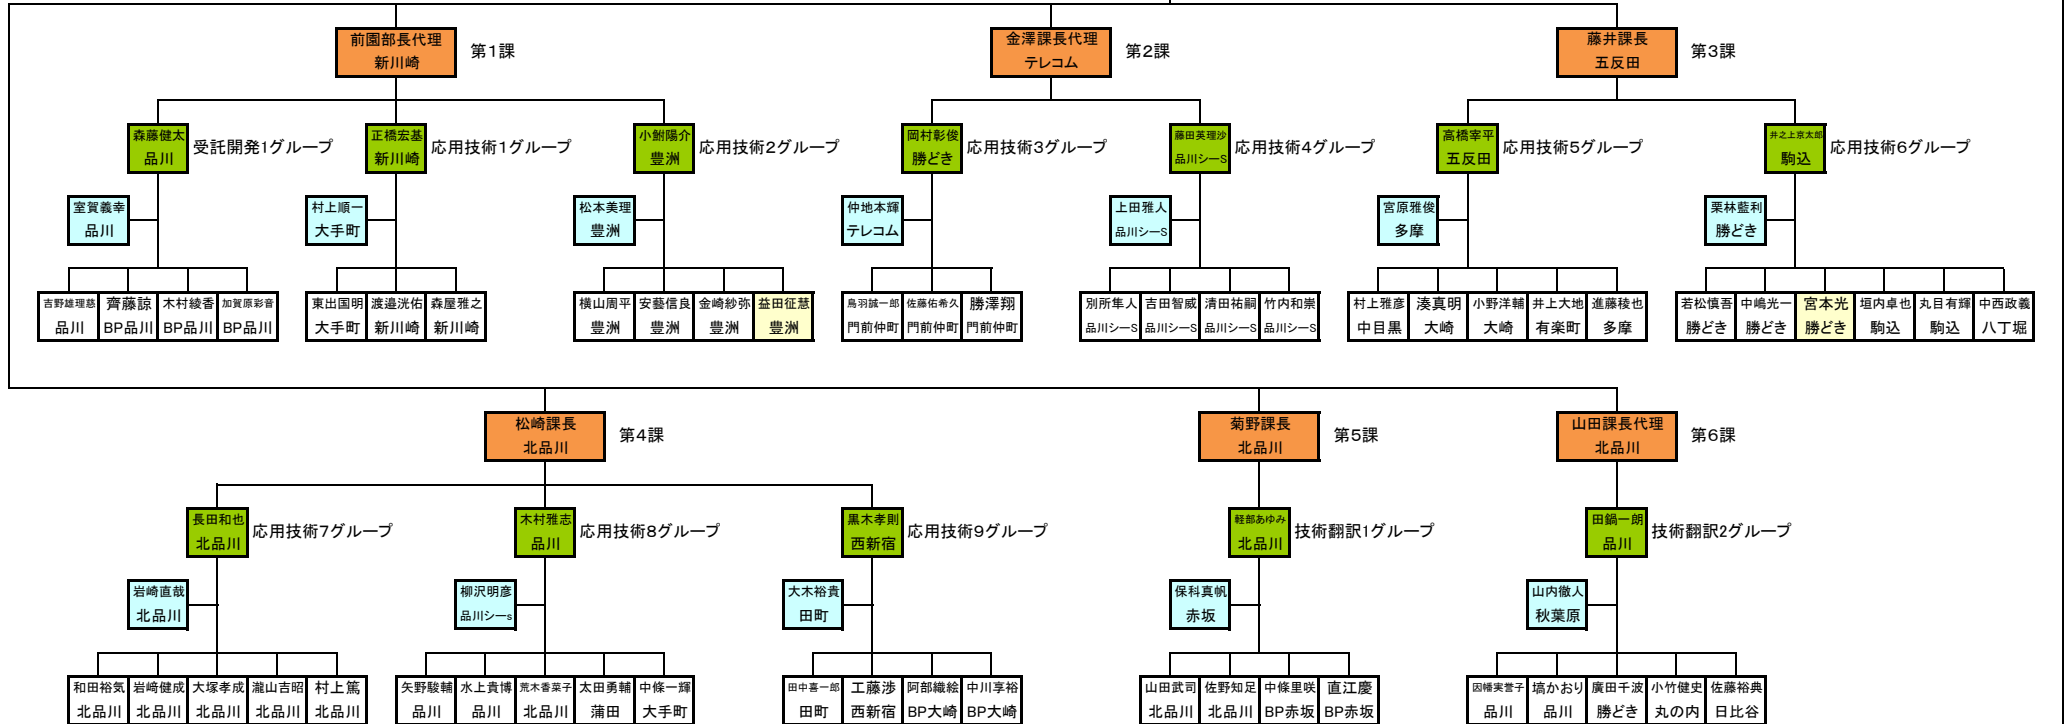 前園部長代理
新川崎
第1課
金澤課長代理
テレコム
第2課
藤井課長
五反田
第3課
森藤健太
品川
受託開発1グループ
正橋宏基
新川崎
応用技術1グループ
小鮒陽介
豊洲
応用技術2グループ
岡村彰俊
勝どき
応用技術3グループ
藤田英理沙
品川シーS
応用技術4グループ
高橋宰平
五反田
応用技術5グループ
井之上京太郎
駒込
応用技術6グループ
室賀義幸
品川
村上順一
大手町
松本美理
豊洲
仲地本輝
テレコム
上田雅人
品川シーS
宮原雅俊
多摩
栗林藍利
勝どき
吉野雄理慈
品川
齊藤諒
BP品川
木村綾香
BP品川
加賀原彩音
BP品川
東出国明
大手町
渡邉洸佑
新川崎
森屋雅之
新川崎
横山周平
豊洲
安藝信良
豊洲
金崎紗弥
豊洲
益田征慧
豊洲
鳥羽誠一郎
門前仲町
佐藤佑希久
門前仲町
勝澤翔
門前仲町
別所隼人
品川シーS
吉田智威
品川シーS
清田祐嗣
品川シーS
竹内和崇
品川シーS
村上雅彦
中目黒
湊真明
大崎
小野洋輔
大崎
井上大地
有楽町
進藤稜也
多摩
若松慎吾
勝どき
中嶋光一
勝どき
宮本光
勝どき
垣内卓也
駒込
丸目有輝
駒込
中西政義
八丁堀
松崎課長
北品川
第4課
菊野課長
北品川
第5課
山田課長代理
北品川
第6課
長田和也
北品川
応用技術7グループ
木村雅志
品川
応用技術8グループ
黒木孝則
西新宿
応用技術9グループ
軽部あゆみ
北品川
技術翻訳1グループ
田鍋一朗
品川
技術翻訳2グループ
岩崎直哉
北品川
柳沢明彦
品川シーs
大木裕貴
田町
保科真帆
赤坂
山内徹人
秋葉原
和田裕気
北品川
岩﨑健成
北品川
大塚孝成
北品川
瀧山吉昭
北品川
村上篤
北品川
矢野駿輔
品川
水上貴博
品川
荒木香菜子
北品川
太田勇輔
蒲田
中條一輝
大手町
田中喜一郎
田町
工藤渉
西新宿
阿部織絵
BP大崎
中川享裕
BP大崎
山田武司
北品川
佐野知足
北品川
中條里咲
BP赤坂
直江慶
BP赤坂
因幡実誉子
品川
塙かおり
品川
廣田千波
勝どき
小竹健史
丸の内
佐藤裕典
日比谷